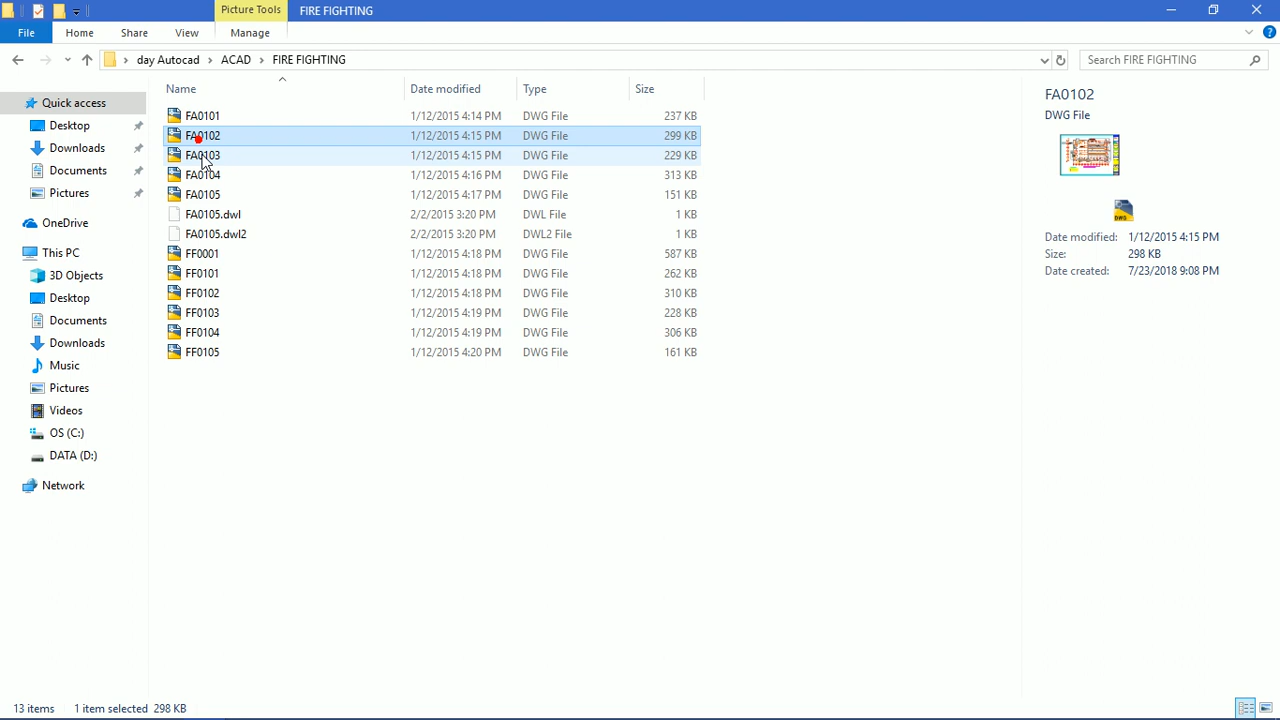 Picture Tools FIRE FIGHTING
File Home Share View Manage
day Autocad ACAD FIRE FIGHTING Search FIRE FIGHTING
Name Date modified Type Size
Quick access
Desktop
Downloads
Documents
Pictures
OneDrive
This PC
3D Objects
Desktop
Documents
Downloads
Music
Pictures
Videos
OS (C:)
DATA (D:)
Network
FA0101 1/12/2015 4:14 PM DWG File 237 KB
FA0102 1/12/2015 4:15 PM DWG File 299 KB
FA0103 1/12/2015 4:15 PM DWG File 229 KB
FA0104 1/12/2015 4:16 PM DWG File 313 KB
FA0105 1/12/2015 4:17 PM DWG File 151 KB
FA0105.dwl 2/2/2015 3:20 PM DWL File 1 KB
FA0105.dwl2 2/2/2015 3:20 PM DWL2 File 1 KB
FF0001 1/12/2015 4:18 PM DWG File 587 KB
FF0101 1/12/2015 4:18 PM DWG File 262 KB
FF0102 1/12/2015 4:18 PM DWG File 310 KB
FF0103 1/12/2015 4:19 PM DWG File 228 KB
FF0104 1/12/2015 4:19 PM DWG File 306 KB
FF0105 1/12/2015 4:20 PM DWG File 161 KB
FA0102
DWG File
DWG
Date modified: 1/12/2015 4:15 PM
Size: 298 KB
Date created: 7/23/2018 9:08 PM
13 items 1 item selected 298 KB